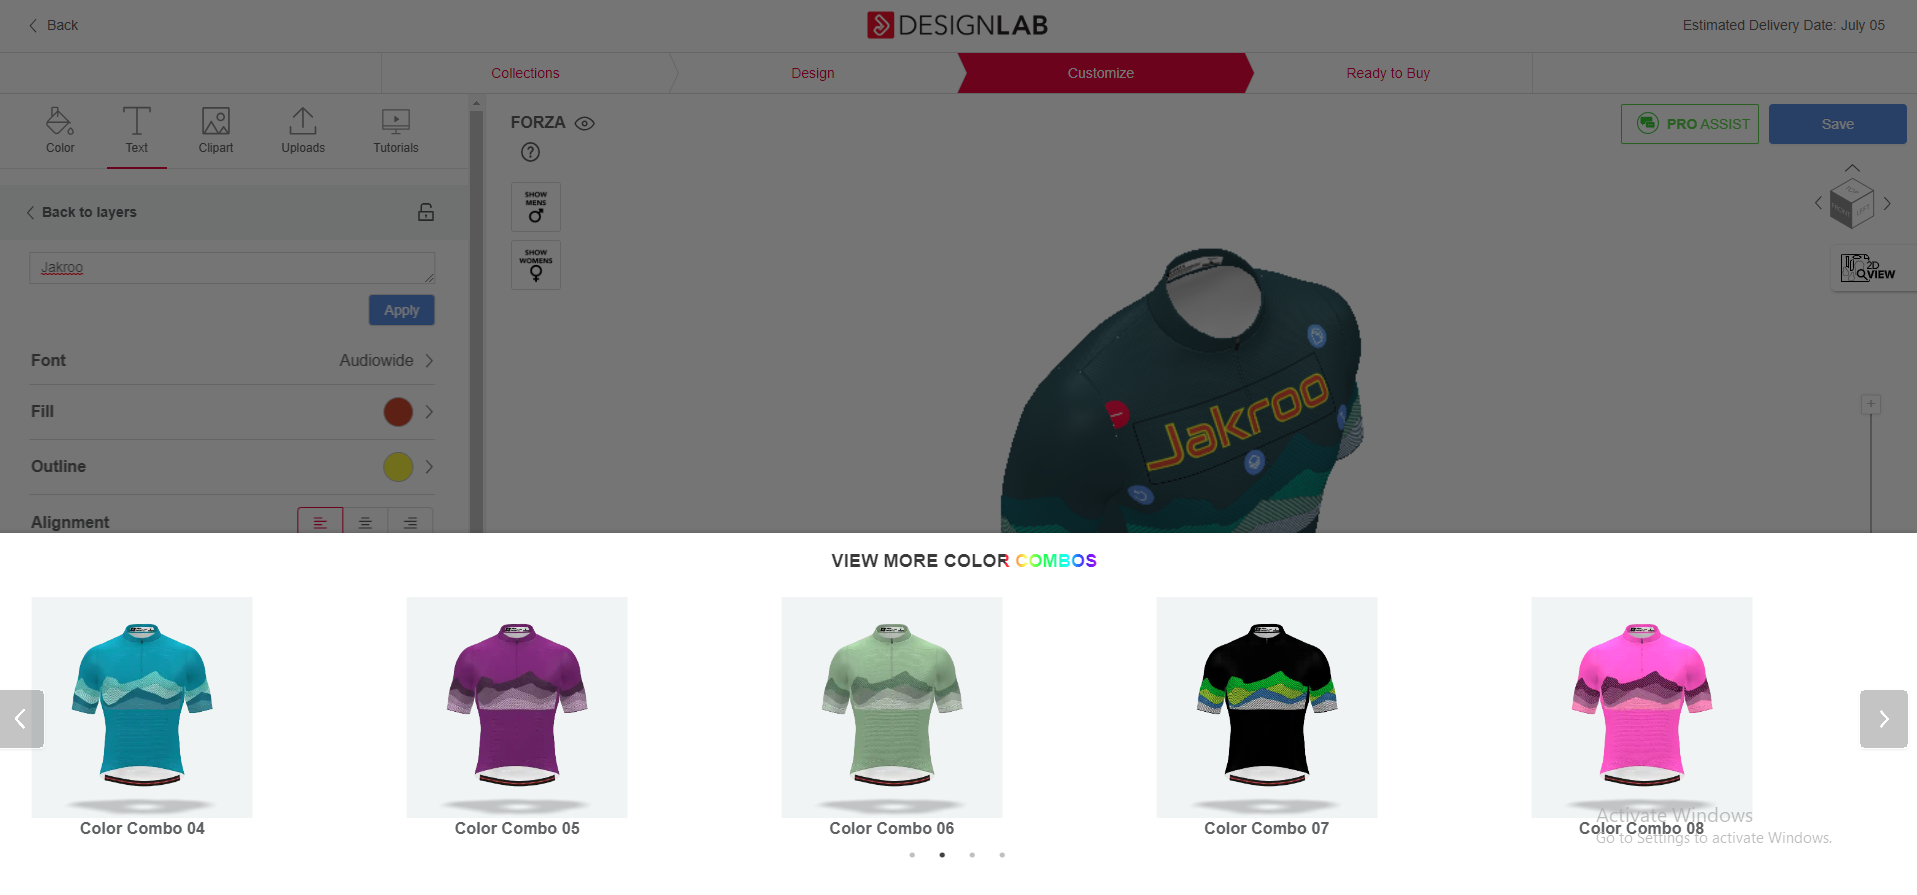 Back
DESIGNLAB
Estimated Delivery Date: July 05
Collections
Design
Customize
Ready to Buy
Color
Text
Clipart
Uploads
Tutorials
FORZA
PRO ASSIST
Save
SHOW
MENS
SHOW
WOMENS
TOP
FRONT
LEFT
2D
VIEW
Back to layers
Jakroo
Apply
Font
Audiowide
Fill
Outline
Alignment
Jakroo
VIEW MORE COLOR COMBOS
Color Combo 04
Color Combo 05
Color Combo 06
Color Combo 07
Color Combo 08
Activate Windows
Go to Settings to activate Windows.